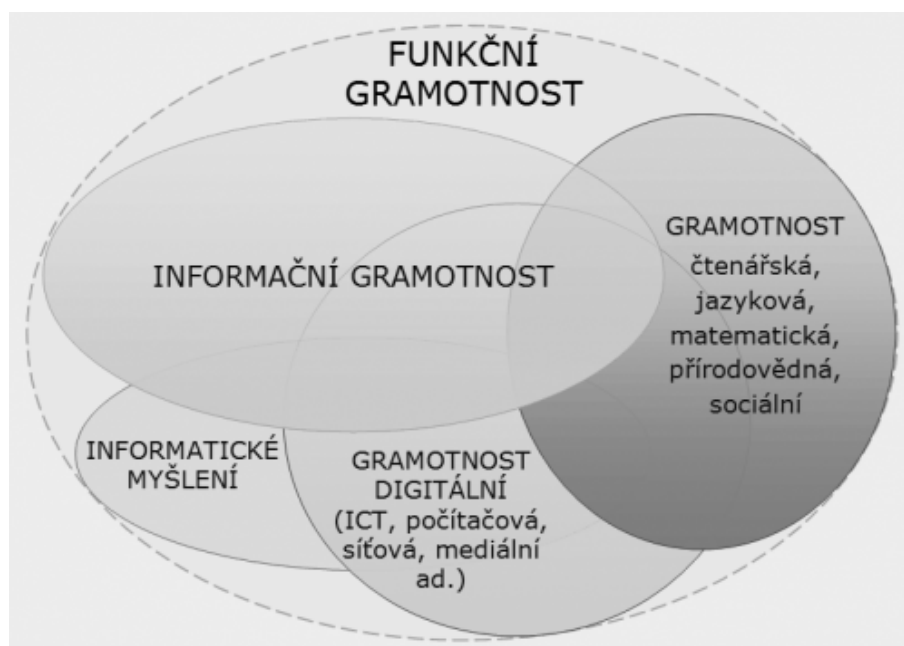 FUNKČNÍ
GRAMOTNOST
INFORMAČNÍ GRAMOTNOST
GRAMOTNOST
čtenářská,
jazyková,
matematická,
přírodovědná,
sociální
INFORMATICKÉ
MYŠLENÍ
GRAMOTNOST
DIGITÁLNÍ
(ICT, počítačová,
síťová, mediální
ad.)